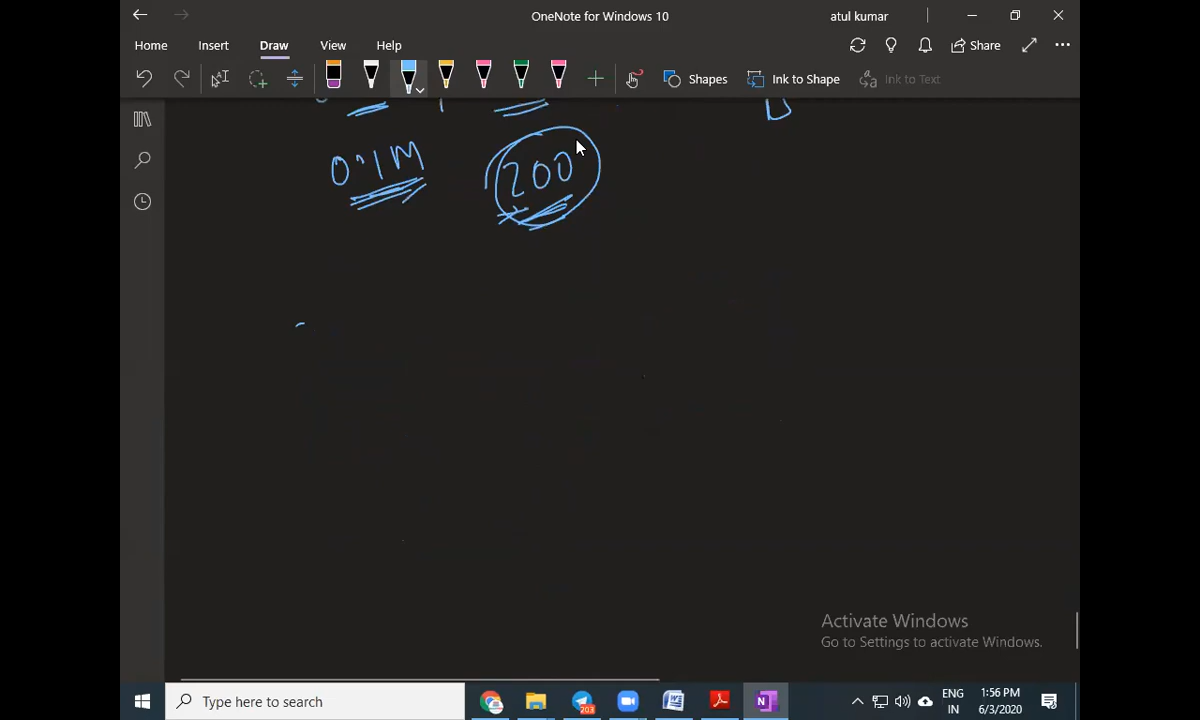 OneNote for Windows 10
atul kumar
Home Insert Draw View Help
Share
Shapes
Ink to Shape
Ink to Text
0.1M 200
Activate Windows
Go to Settings to activate Windows.
Type here to search
203
ENG
IN
1:56 PM
6/3/2020